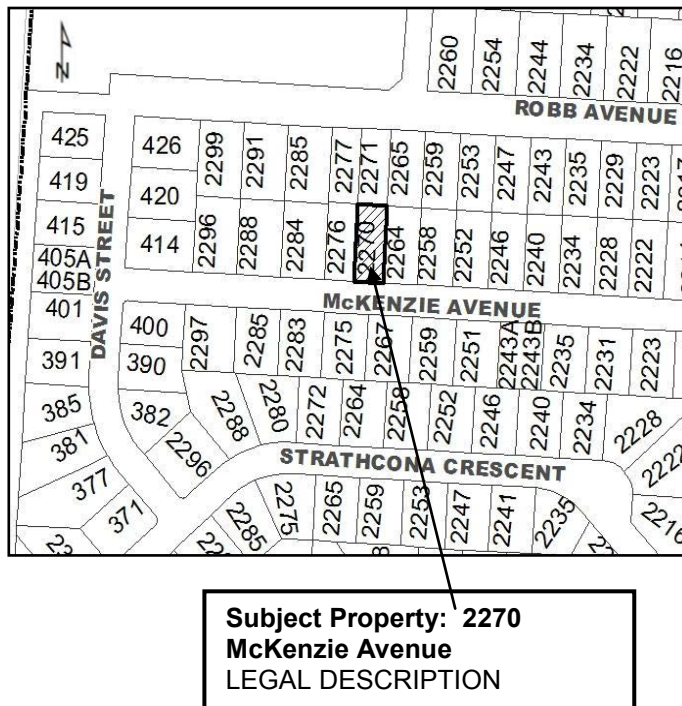 N
2260 2254 2244 2234 2222 2216
ROBB AVENUE
425 426 2299 2291 2285 2277 2271 2265 2259 2253 2247 2243 2235 2229 2223
419 420
415 414 2296 2288 2284 2276 2270 2264 2258 2252 2246 2240 2234 2228 2222
405A
405B
DAVIS STREET
McKENZIE AVENUE
401 400 2297 2285 2283 2275 2267 2259 2251 2243A 2243B 2235 2231 2223
391 390
385 382 2288 2280 2272 2264 2258 2252 2246 2240 2234 2228 2222
381 2296
STRATHCONA CRESCENT
377 371 2285 2275 2265 2259 2253 2247 2241 2235 2216
Subject Property: 2270
McKenzie Avenue
LEGAL DESCRIPTION